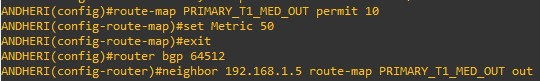 ANDHERI(config)#route-map PRIMARY_T1_MED_OUT permit 10
ANDHERI(config-route-map)#set Metric 50
ANDHERI(config-route-map)#exit
ANDHERI(config)#router bgp 64512
ANDHERI(config-router)#neighbor 192.168.1.5 route-map PRIMARY_T1_MED_OUT out